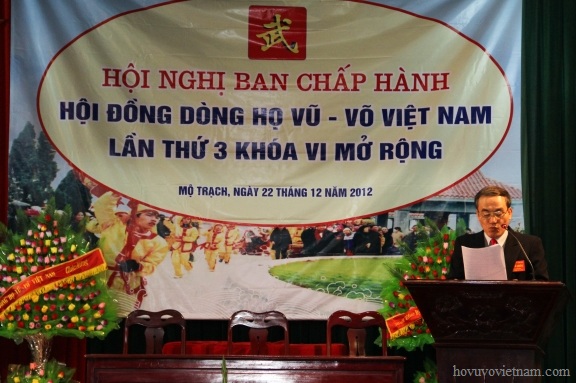 武
HỘI NGHỊ BAN CHẤP HÀNH
HỘI ĐỒNG DÒNG HỌ VŨ - VÕ VIỆT NAM
LẦN THỨ 3 KHÓA VI MỞ RỘNG
MỘ TRẠCH, NGÀY 22 THÁNG 12 NĂM 2012
hovuvovietnam.com